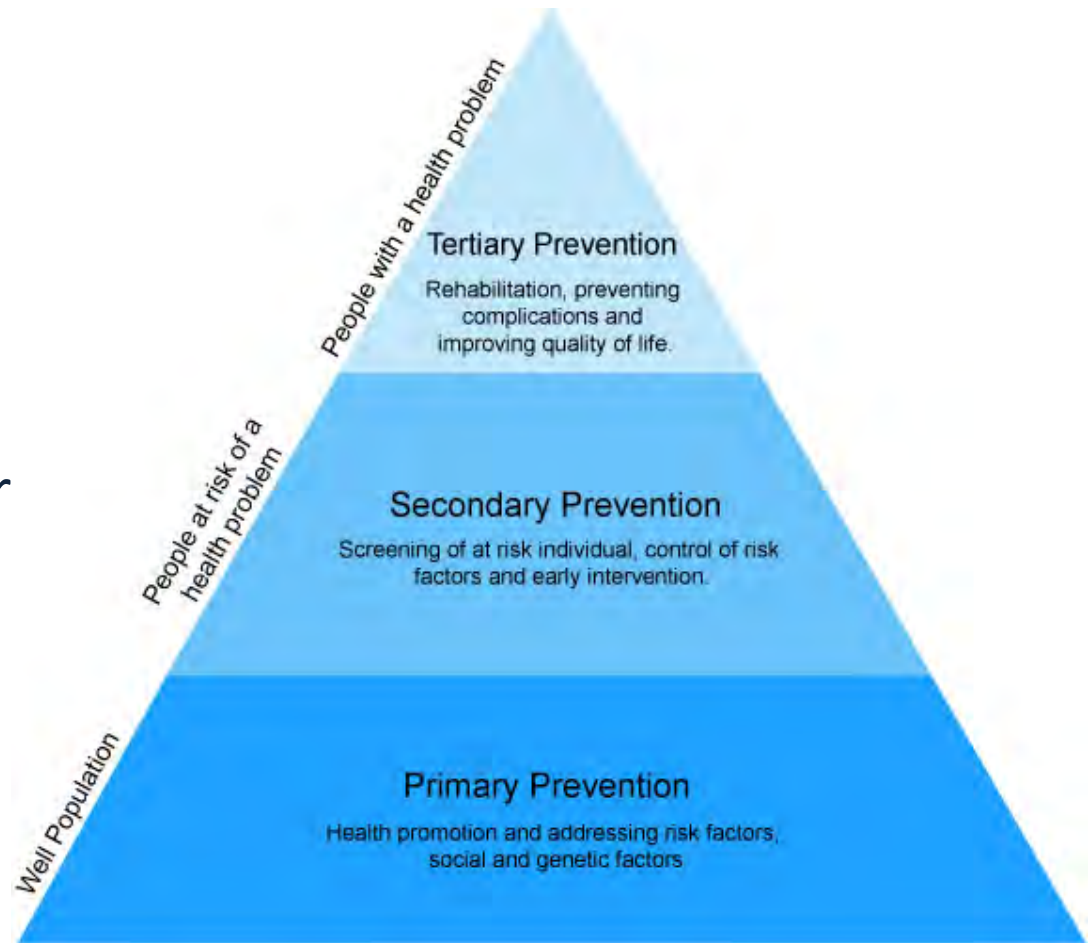 People with a health problem
Tertiary Prevention
Rehabilitation, preventing
complications and
improving quality of life.
People at risk of a
health problem
r
Secondary Prevention
Screening of at risk individual, control of risk
factors and early intervention.
Well Population
Primary Prevention
Health promotion and addressing risk factors,
social and genetic factors